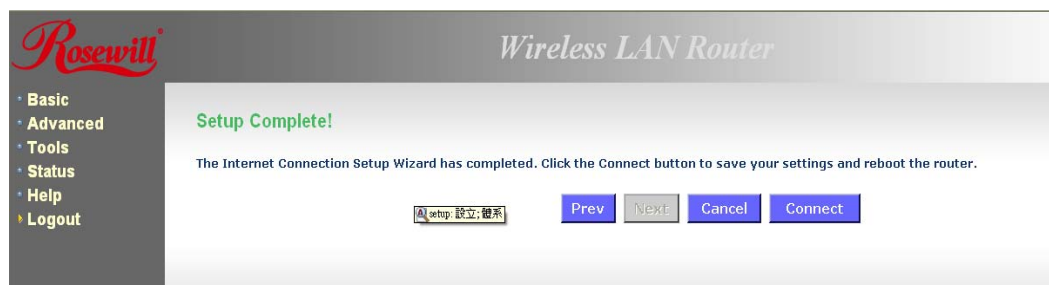 Rosewill
Wireless LAN Router
Basic
Advanced
Tools
Status
Help
Logout
Setup Complete!
The Internet Connection Setup Wizard has completed. Click the Connect button to save your settings and reboot the router.
setup: 設立; 體系
Prev Next Cancel Connect